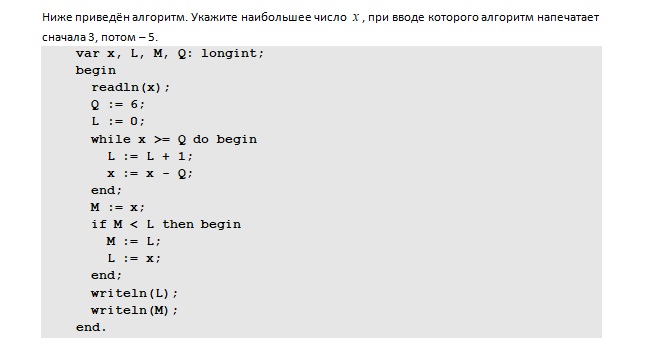 Ниже приведён алгоритм. Укажите наибольшее число x , при вводе которого алгоритм напечатает
сначала 3, потом – 5.
var x, L, M, Q: longint;
begin
readln(x);
Q := 6;
L := 0;
while x >= Q do begin
L := L + 1;
x := x - Q;
end;
M := x;
if M < L then begin
M := L;
L := x;
end;
writeln(L);
writeln(M);
end.